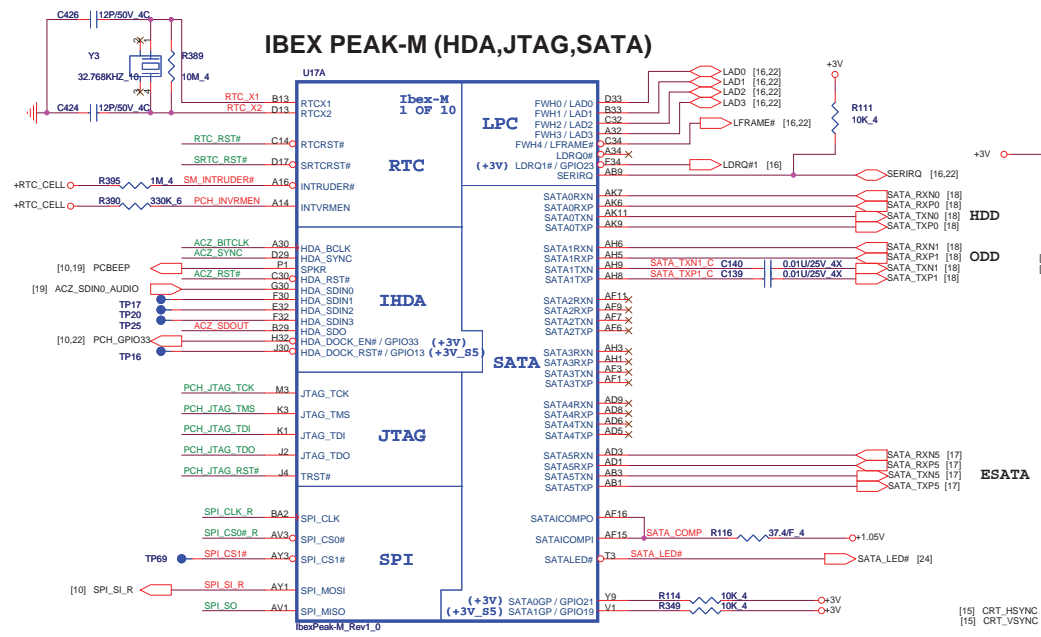 IBEX PEAK-M (HDA,JTAG,SATA)
C426 12P/50V_4C
Y3
32.768KHZ_10
R389
10M_4
C424 12P/50V_4C
1
2
3
4
U17A
Ibex-M
1 OF 10
RTC_X1 B13 RTCX1
RTC_X2 D13 RTCX2
RTC_RST# C14 RTCRST#
SRTC_RST# D17 SRTCRST#
+RTC_CELL R395 1M_4 SM_INTRUDER# A16 INTRUDER#
+RTC_CELL R390 330K_6 PCH_INVRMEN A14 INTVRMEN
RTC
ACZ_BITCLK A30 HDA_BCLK
ACZ_SYNC D29 HDA_SYNC
[10,19] PCBEEP P1 SPKR
ACZ_RST# C30 HDA_RST#
[19] ACZ_SDIN0_AUDIO G30 HDA_SDIN0
TP17 F30 HDA_SDIN1
TP20 E32 HDA_SDIN2
TP25 F32 HDA_SDIN3
ACZ_SDOUT B29 HDA_SDO
[10,22] PCH_GPIO33 H32 HDA_DOCK_EN# / GPIO33 (+3V)
TP16 J30 HDA_DOCK_RST# / GPIO13 (+3V_S5)
IHDA
PCH_JTAG_TCK M3 JTAG_TCK
PCH_JTAG_TMS K3 JTAG_TMS
PCH_JTAG_TDI K1 JTAG_TDI
PCH_JTAG_TDO J2 JTAG_TDO
PCH_JTAG_RST# J4 TRST#
JTAG
SPI_CLK_R BA2 SPI_CLK
SPI_CS0#_R AV3 SPI_CS0#
TP69 SPI_CS1# AY3 SPI_CS1#
[10] SPI_SI_R SPI_SI_R AY1 SPI_MOSI
SPI_SO AV1 SPI_MISO
SPI
IbexPeak-M_Rev1_0
LPC
FWH0 / LAD0 D33 LAD0 [16,22]
FWH1 / LAD1 B33 LAD1 [16,22]
FWH2 / LAD2 C32 LAD2 [16,22]
FWH3 / LAD3 A32 LAD3 [16,22]
FWH4 / LFRAME# C34 LFRAME# [16,22]
LDRQ0# A34
(+3V) LDRQ1# / GPIO23 F34 LDRQ#1 [16]
SERIRQ AB9 SERIRQ [16,22]
+3V
R111
10K_4
+3V
SATA
SATA0RXN AK7 SATA_RXN0 [18]
SATA0RXP AK6 SATA_RXP0 [18]
SATA0TXN AK11 SATA_TXN0 [18]
SATA0TXP AK9 SATA_TXP0 [18]
HDD
SATA1RXN AH6 SATA_RXN1 [18]
SATA1RXP AH5 SATA_RXP1 [18]
SATA1TXN AH9 SATA_TXN1_C C140 0.01U/25V_4X SATA_TXN1 [18]
SATA1TXP AH8 SATA_TXP1_C C139 0.01U/25V_4X SATA_TXP1 [18]
ODD
SATA2RXN AF11
SATA2RXP AF9
SATA2TXN AF7
SATA2TXP AF6
SATA3RXN AH3
SATA3RXP AH1
SATA3TXN AF3
SATA3TXP AF1
SATA4RXN AD9
SATA4RXP AD8
SATA4TXN AD6
SATA4TXP AD5
SATA5RXN AD3 SATA_RXN5 [17]
SATA5RXP AD1 SATA_RXP5 [17]
SATA5TXN AB3 SATA_TXN5 [17]
SATA5TXP AB1 SATA_TXP5 [17]
ESATA
SATAICOMPO AF16
SATAICOMPI AF15 SATA_COMP R116 37.4/F_4 +1.05V
SATALED# T3 SATA_LED# SATA_LED# [24]
(+3V) SATA0GP / GPIO21 Y9 R114 10K_4 +3V
(+3V_S5) SATA1GP / GPIO19 V1 R349 10K_4 +3V
[15] CRT_HSYNC
[15] CRT_VSYNC